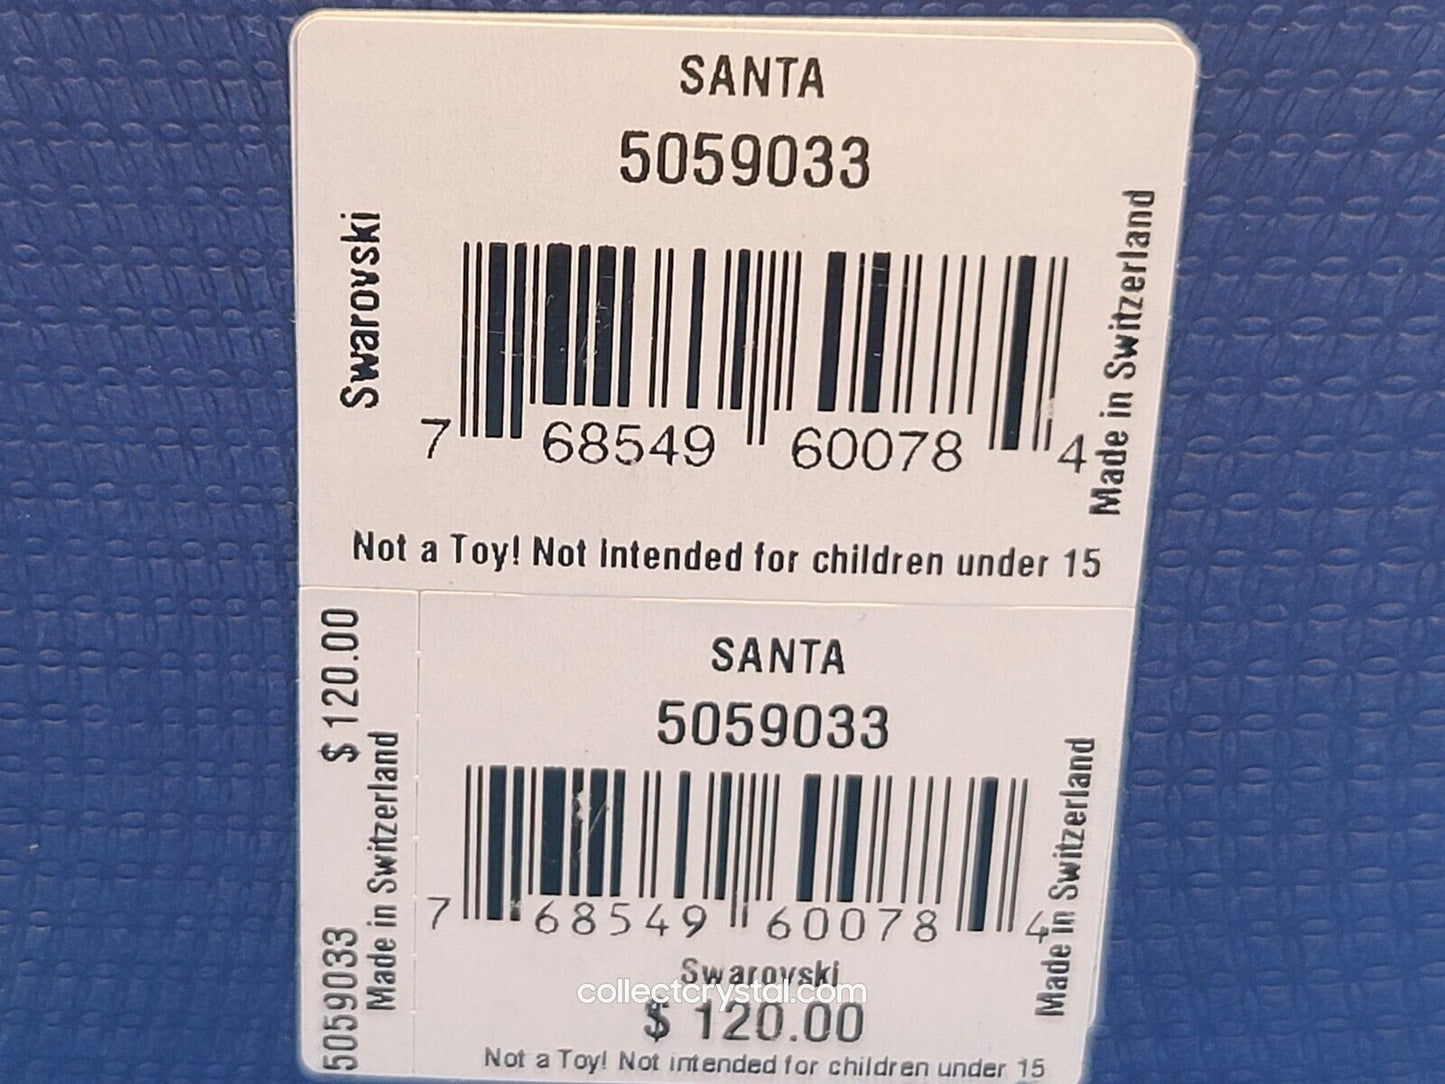 SANTA
5059033
Swarovski
Made in Switzerland
7 68549 60078 4
Not a Toy! Not Intended for children under 15
$ 120.00
5059033
Made in Switzerland
SANTA
5059033
7 68549 60078 4
Made in Switzerland
Swarovski
collectcrystal.com
$ 120.00
Not a Toy! Not intended for children under 15